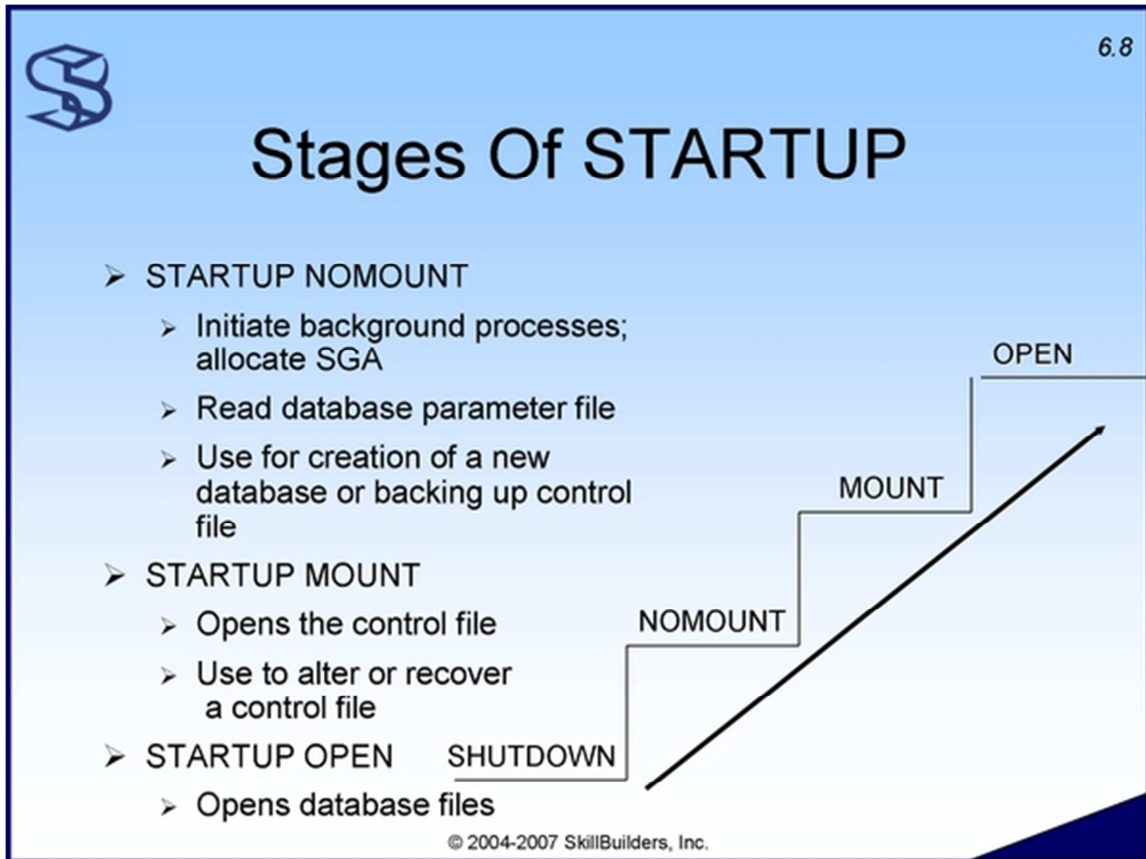 6.8
Stages Of STARTUP
➢ STARTUP NOMOUNT
➢ Initiate background processes;
allocate SGA
➢ Read database parameter file
➢ Use for creation of a new
database or backing up control
file
➢ STARTUP MOUNT
➢ Opens the control file
➢ Use to alter or recover
a control file
➢ STARTUP OPEN
➢ Opens database files
OPEN
MOUNT
NOMOUNT
SHUTDOWN
© 2004-2007 SkillBuilders, Inc.